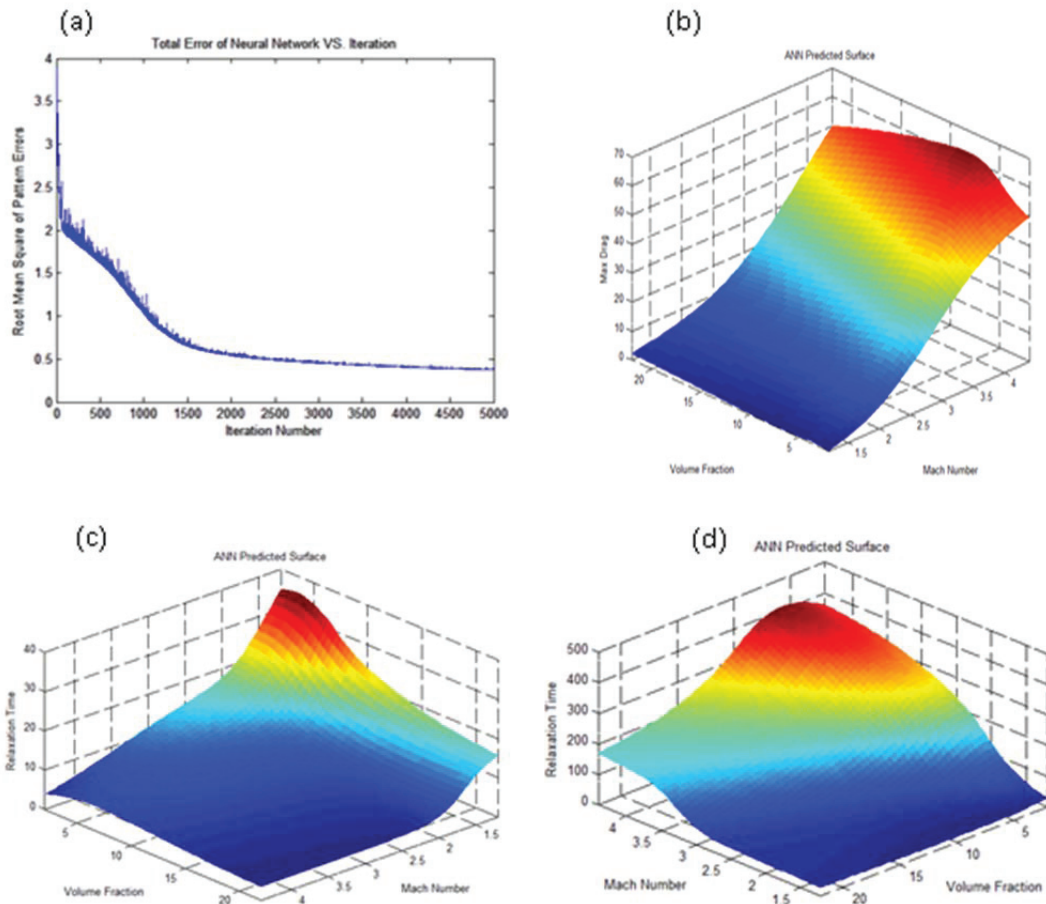 (a)
Total Error of Neural Network VS. Iteration
Root Mean Square of Pattern Errors
4
3.5
3
2.5
2
1.5
1
0.5
0
0 500 1000 1500 2000 2500 3000 3500 4000 4500 5000
Iteration Number
(b)
ANN Predicted Surface
Max Drag
70
60
50
40
30
20
10
0
20 15 10 5
Volume Fraction
1.5 2 2.5 3 3.5 4
Mach Number
(c)
ANN Predicted Surface
Relaxation Time
40
30
20
10
0
5 10 15 20
Volume Fraction
4 3.5 3 2.5 2 1.5
Mach Number
(d)
ANN Predicted Surface
Relaxation Time
500
400
300
200
100
0
4 3.5 3 2.5 2 1.5
Mach Number
20 15 10 5
Volume Fraction